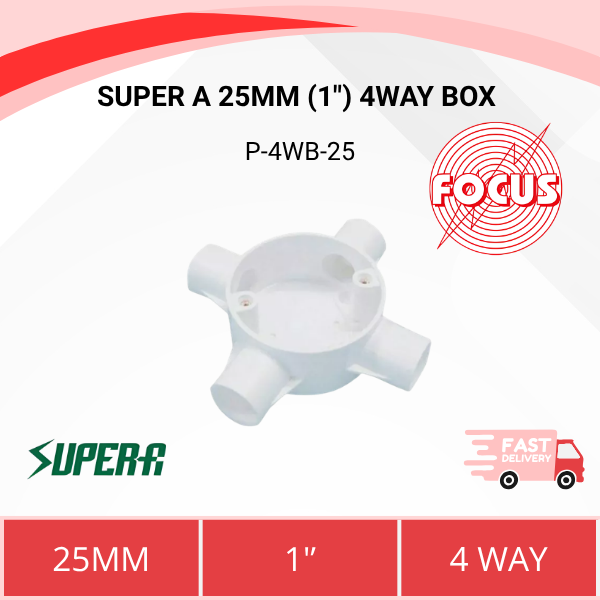 SUPER A 25MM (1") 4WAY BOX
P-4WB-25
FOCUS
SUPER-A
FAST
DELIVERY
25MM
1"
4 WAY